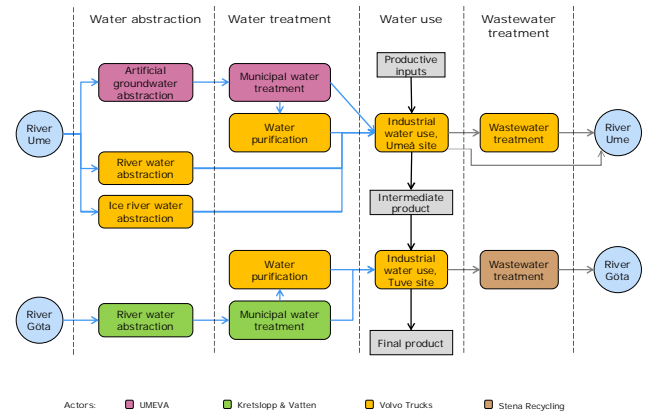 Water abstraction
Water treatment
Water use
Wastewater
treatment
Productive
inputs
Artificial
groundwater
abstraction
Municipal water
treatment
River
Ume
Water
purification
Industrial
water use,
Umeå site
Wastewater
treatment
River
Ume
River water
abstraction
Ice river water
abstraction
Intermediate
product
Water
purification
Industrial
water use,
Tuve site
Wastewater
treatment
River
Göta
River
Göta
River water
abstraction
Municipal water
treatment
Final product
Actors:
UMEVA
Kretslopp & Vatten
Volvo Trucks
Stena Recycling